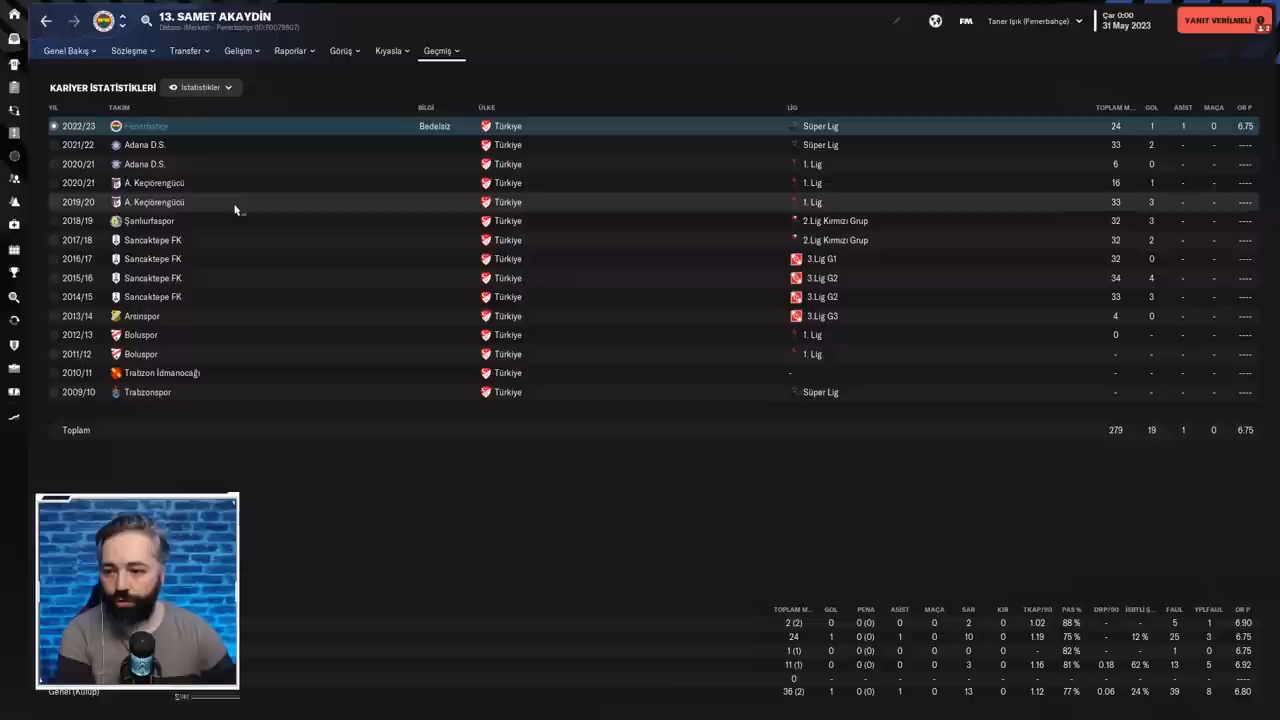 13. SAMET AKAYDİN
Defans (Merkez) - Fenerbahçe (ID:70079807)
Taner Işık (Fenerbahçe)
Çar 0:00
31 May 2023
YANIT VERİLMELİ
2
FM
Genel Bakış Sözleşme Transfer Gelişim Raporlar Görüş Kıyasla Geçmiş
KARİYER İSTATİSTİKLERİ İstatistikler
YIL TAKIM BİLGİ ÜLKE LİG TOPLAM M... GOL ASİST MAÇA OR P
2022/23 Fenerbahçe Bedelsiz Türkiye Süper Lig 24 1 1 0 6.75
2021/22 Adana D.S. Türkiye Süper Lig 33 2 - - ----
2020/21 Adana D.S. Türkiye 1. Lig 6 0 - - ----
2020/21 A. Keçiörengücü Türkiye 1. Lig 16 1 - - ----
2019/20 A. Keçiörengücü Türkiye 1. Lig 33 3 - - ----
2018/19 Şanlıurfaspor Türkiye 2.Lig Kırmızı Grup 32 3 - - ----
2017/18 Sancaktepe FK Türkiye 2.Lig Kırmızı Grup 32 2 - - ----
2016/17 Sancaktepe FK Türkiye 3.Lig G1 32 0 - - ----
2015/16 Sancaktepe FK Türkiye 3.Lig G2 34 4 - - ----
2014/15 Sancaktepe FK Türkiye 3.Lig G2 33 3 - - ----
2013/14 Arsinspor Türkiye 3.Lig G3 4 0 - - ----
2012/13 Boluspor Türkiye 1. Lig 0 - - - ----
2011/12 Boluspor Türkiye 1. Lig - - - - ----
2010/11 Trabzon İdmanocağı Türkiye - - - - - ----
2009/10 Trabzonspor Türkiye Süper Lig - - - - ----
Toplam 279 19 1 0 6.75
TOPLAM M... GOL PENA ASİST MAÇA SAR KIR TKAP/90 PAS % DRP/90 İSBTLİ Ş... FAUL YPLFAUL OR P
2 (2) 0 0 (0) 0 0 2 0 1.02 88 % - - 5 1 6.90
24 1 0 (0) 1 0 10 0 1.19 75 % - 12 % 25 3 6.75
1 (1) 0 0 (0) 0 0 0 0 - 82 % - - 1 0 6.75
11 (1) 0 0 (0) 0 0 3 0 1.16 81 % 0.18 62 % 13 5 6.92
0 - - - - - - - - - - - - ----
Genel (Kulüp) 36 (2) 1 0 (0) 1 0 13 0 1.12 77 % 0.06 24 % 39 8 6.80